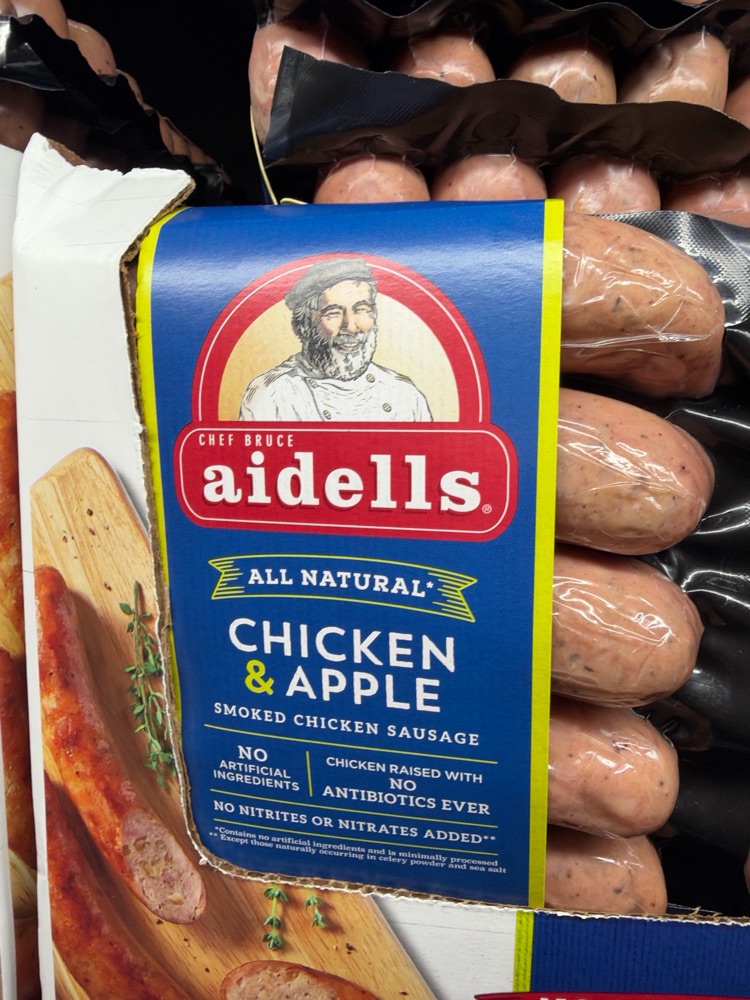 CHEF BRUCE
aidells®
ALL NATURAL*
CHICKEN
& APPLE
SMOKED CHICKEN SAUSAGE
NO
ARTIFICIAL
INGREDIENTS
CHICKEN RAISED WITH
NO
ANTIBIOTICS EVER
NO NITRITES OR NITRATES ADDED**
*Contains no artificial ingredients and is minimally processed
** Except those naturally occurring in celery powder and sea salt